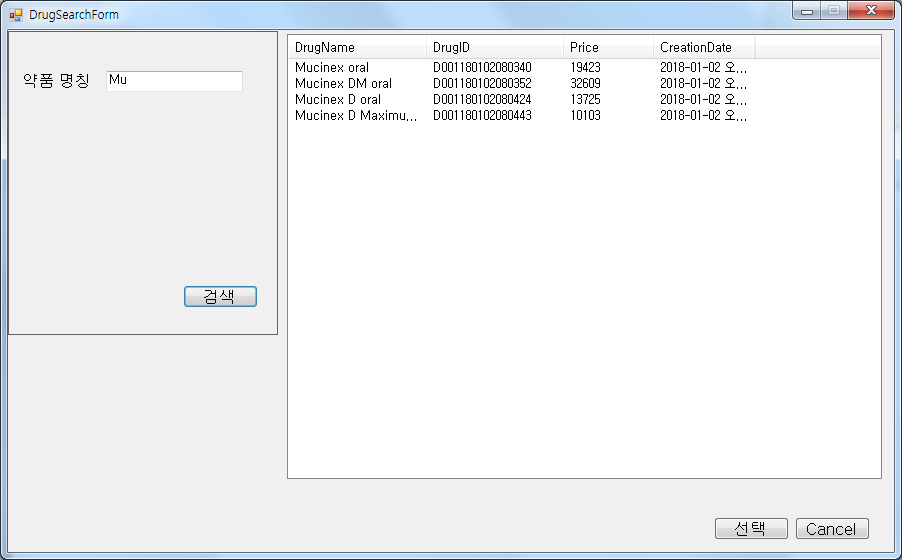 DrugSearchForm
약품 명칭 Mu
검색
DrugName DrugID Price CreationDate
Mucinex oral D001180102080340 19423 2018-01-02 오...
Mucinex DM oral D001180102080352 32609 2018-01-02 오...
Mucinex D oral D001180102080424 13725 2018-01-02 오...
Mucinex D Maximu... D001180102080443 10103 2018-01-02 오...
선택 Cancel